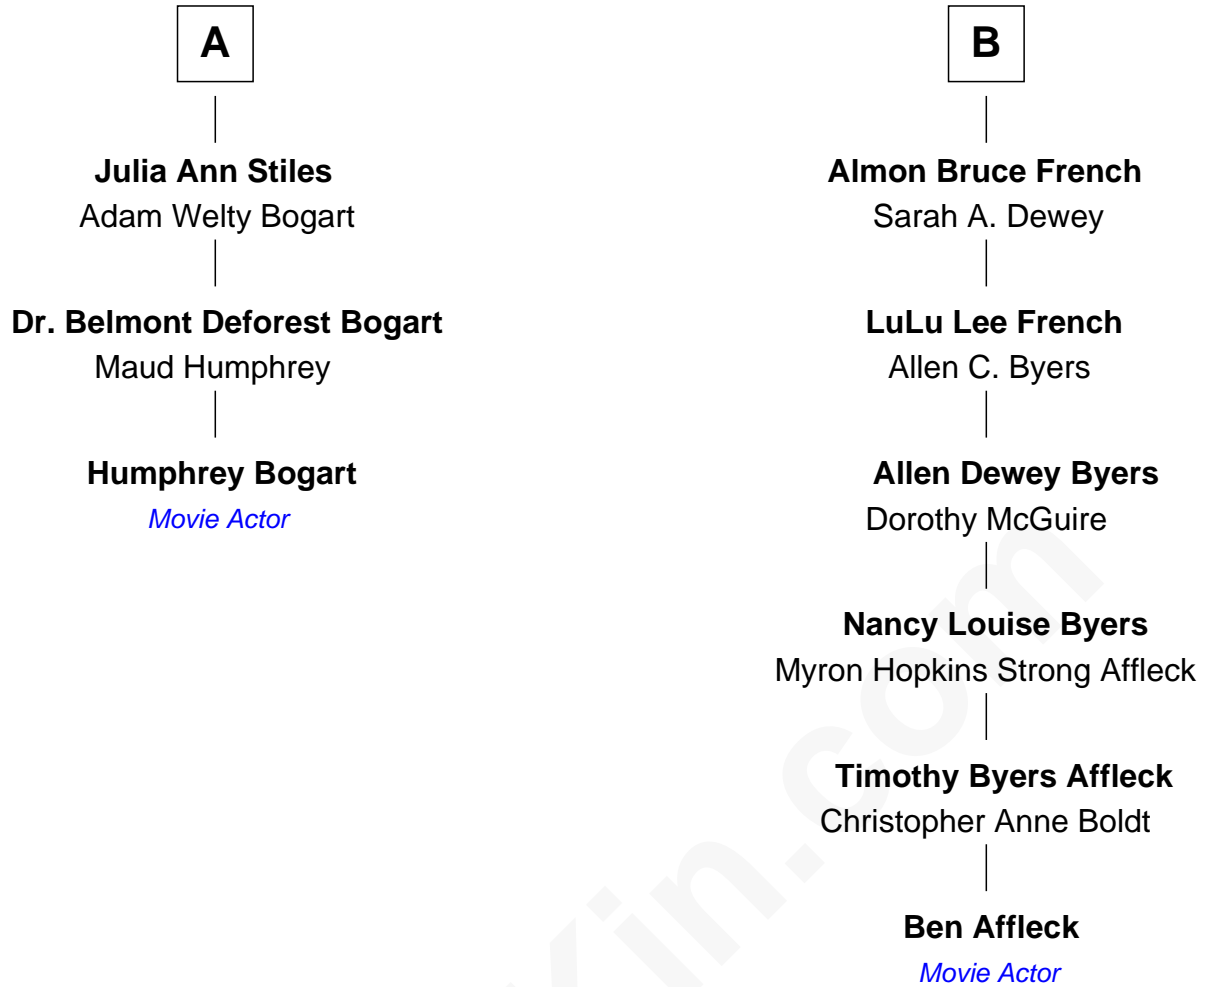 A
Julia Ann Stiles
Adam Welty Bogart
Dr. Belmont Deforest Bogart
Maud Humphrey
Humphrey Bogart
Movie Actor
B
Almon Bruce French
Sarah A. Dewey
LuLu Lee French
Allen C. Byers
Allen Dewey Byers
Dorothy McGuire
Nancy Louise Byers
Myron Hopkins Strong Affleck
Timothy Byers Affleck
Christopher Anne Boldt
Ben Affleck
Movie Actor
Kin.com